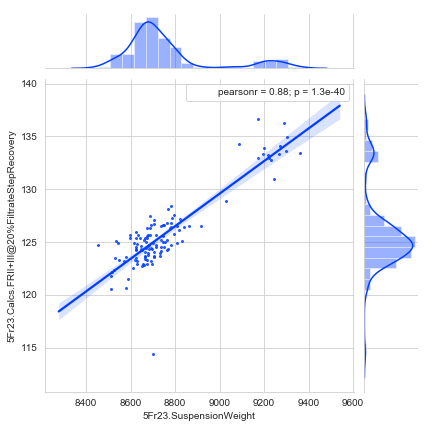 pearsonr = 0.88; p = 1.3e-40
140
135
130
125
120
115
5Fr23.Calcs.FRII+III@20%FiltrateStepRecovery
8400 8600 8800 9000 9200 9400 9600
5Fr23.SuspensionWeight